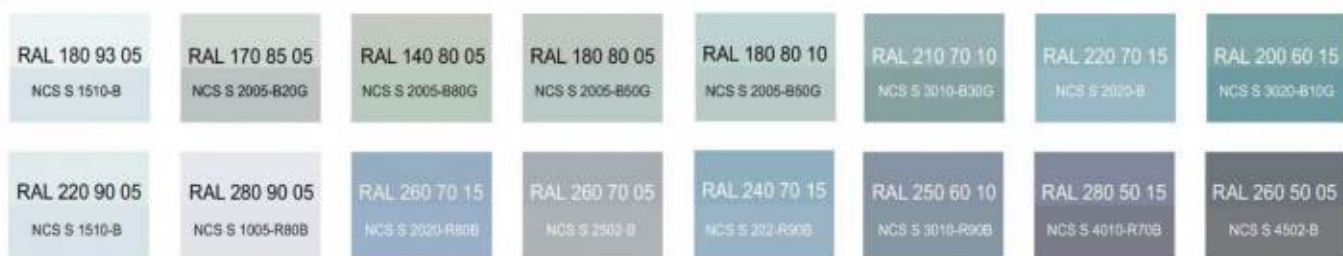 RAL 180 93 05
NCS S 1510-B
RAL 170 85 05
NCS S 2005-B20G
RAL 140 80 05
NCS S 2005-B80G
RAL 180 80 05
NCS S 2005-B50G
RAL 180 80 10
NCS S 2005-B50G
RAL 210 70 10
NCS S 3010-B30G
RAL 220 70 15
NCS S 2020-B
RAL 200 60 15
NCS S 3020-B10G
RAL 220 90 05
NCS S 1510-B
RAL 280 90 05
NCS S 1005-R80B
RAL 260 70 15
NCS S 2020-R80B
RAL 260 70 05
NCS S 2502-B
RAL 240 70 15
NCS S 202-R90B
RAL 250 60 10
NCS S 3010-R90B
RAL 280 50 15
NCS S 4010-R70B
RAL 260 50 05
NCS S 4502-B